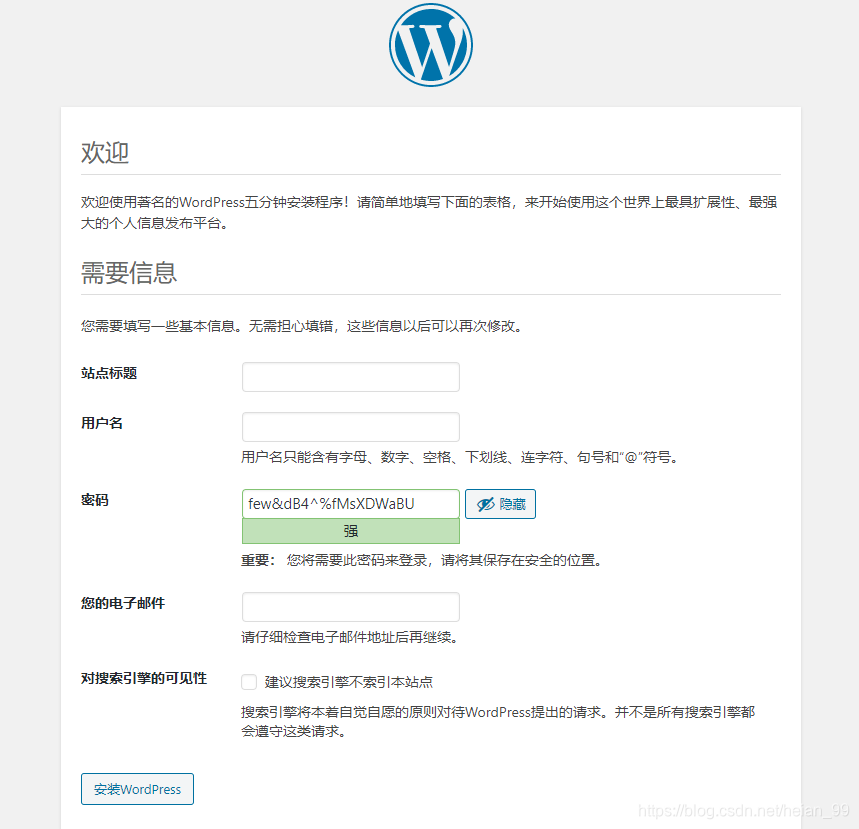 欢迎
欢迎使用著名的WordPress五分钟安装程序！请简单地填写下面的表格，来开始使用这个世界上最具扩展性、最强
大的个人信息发布平台。
需要信息
您需要填写一些基本信息。无需担心填错，这些信息以后可以再次修改。
站点标题
用户名
用户名只能含有字母、数字、空格、下划线、连字符、句号和“@”符号。
密码
few&dB4^%fMsXDWaBU
隐藏
强
重要： 您将需要此密码来登录，请将其保存在安全的位置。
您的电子邮件
请仔细检查电子邮件地址后再继续。
对搜索引擎的可见性
建议搜索引擎不索引本站点
搜索引擎将本着自觉自愿的原则对待WordPress提出的请求。并不是所有搜索引擎都
会遵守这类请求。
安装WordPress
https://blog.csdn.net/heian_99